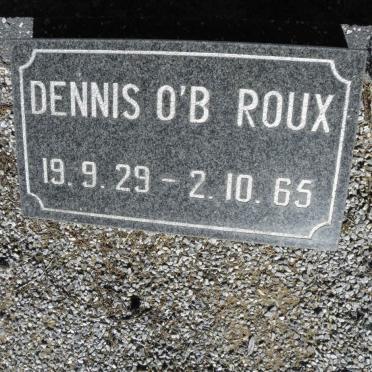 DENNIS O'B ROUX
19.9.29 – 2.10.65